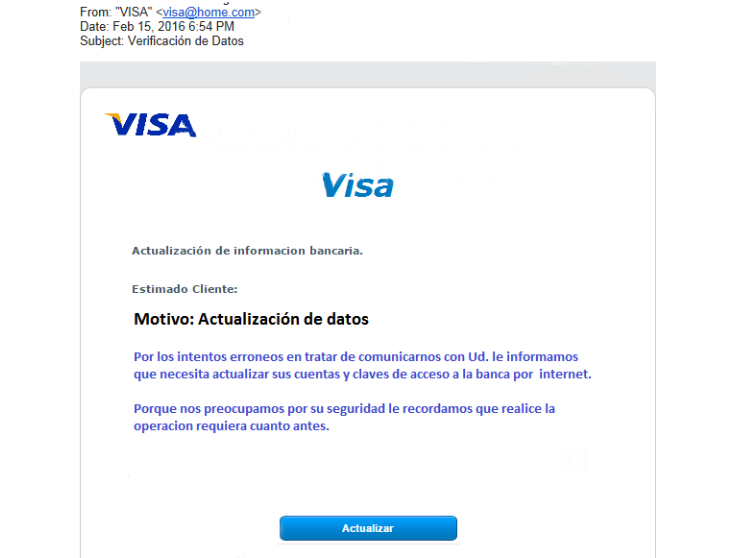 From: "VISA" <visa@home.com>
Date: Feb 15, 2016 6:54 PM
Subject: Verificación de Datos
VISA
Visa
Actualización de informacion bancaria.
Estimado Cliente:
Motivo: Actualización de datos
Por los intentos erroneos en tratar de comunicarnos con Ud. le informamos
que necesita actualizar sus cuentas y claves de acceso a la banca por internet.
Porque nos preocupamos por su seguridad le recordamos que realice la
operacion requiera cuanto antes.
Actualizar